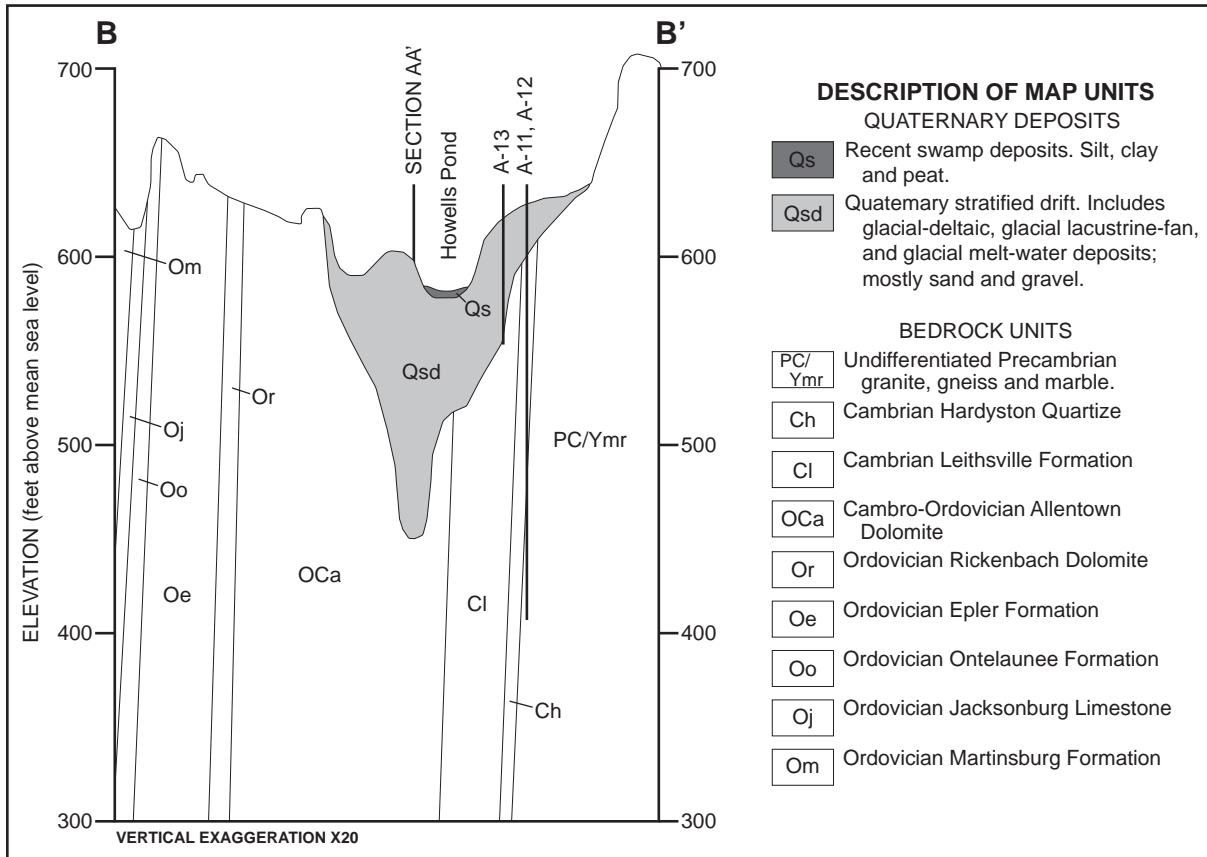 B
B’
700
700
600
600
500
500
400
400
300
300
ELEVATION (feet above mean sea level)
SECTION AA’
Howells Pond
A-13
A-11, A-12
Om
Oj
Oo
Oe
Or
OCa
Qsd
Qs
Cl
Ch
PC/Ymr
VERTICAL EXAGGERATION X20
DESCRIPTION OF MAP UNITS
QUATERNARY DEPOSITS
Qs Recent swamp deposits. Silt, clay
and peat.
Qsd Quatemary stratified drift. Includes
glacial-deltaic, glacial lacustrine-fan,
and glacial melt-water deposits;
mostly sand and gravel.
BEDROCK UNITS
PC/
Ymr
Undifferentiated Precambrian
granite, gneiss and marble.
Ch Cambrian Hardyston Quartize
Cl Cambrian Leithsville Formation
OCa Cambro-Ordovician Allentown
Dolomite
Or Ordovician Rickenbach Dolomite
Oe Ordovician Epler Formation
Oo Ordovician Ontelaunee Formation
Oj Ordovician Jacksonburg Limestone
Om Ordovician Martinsburg Formation